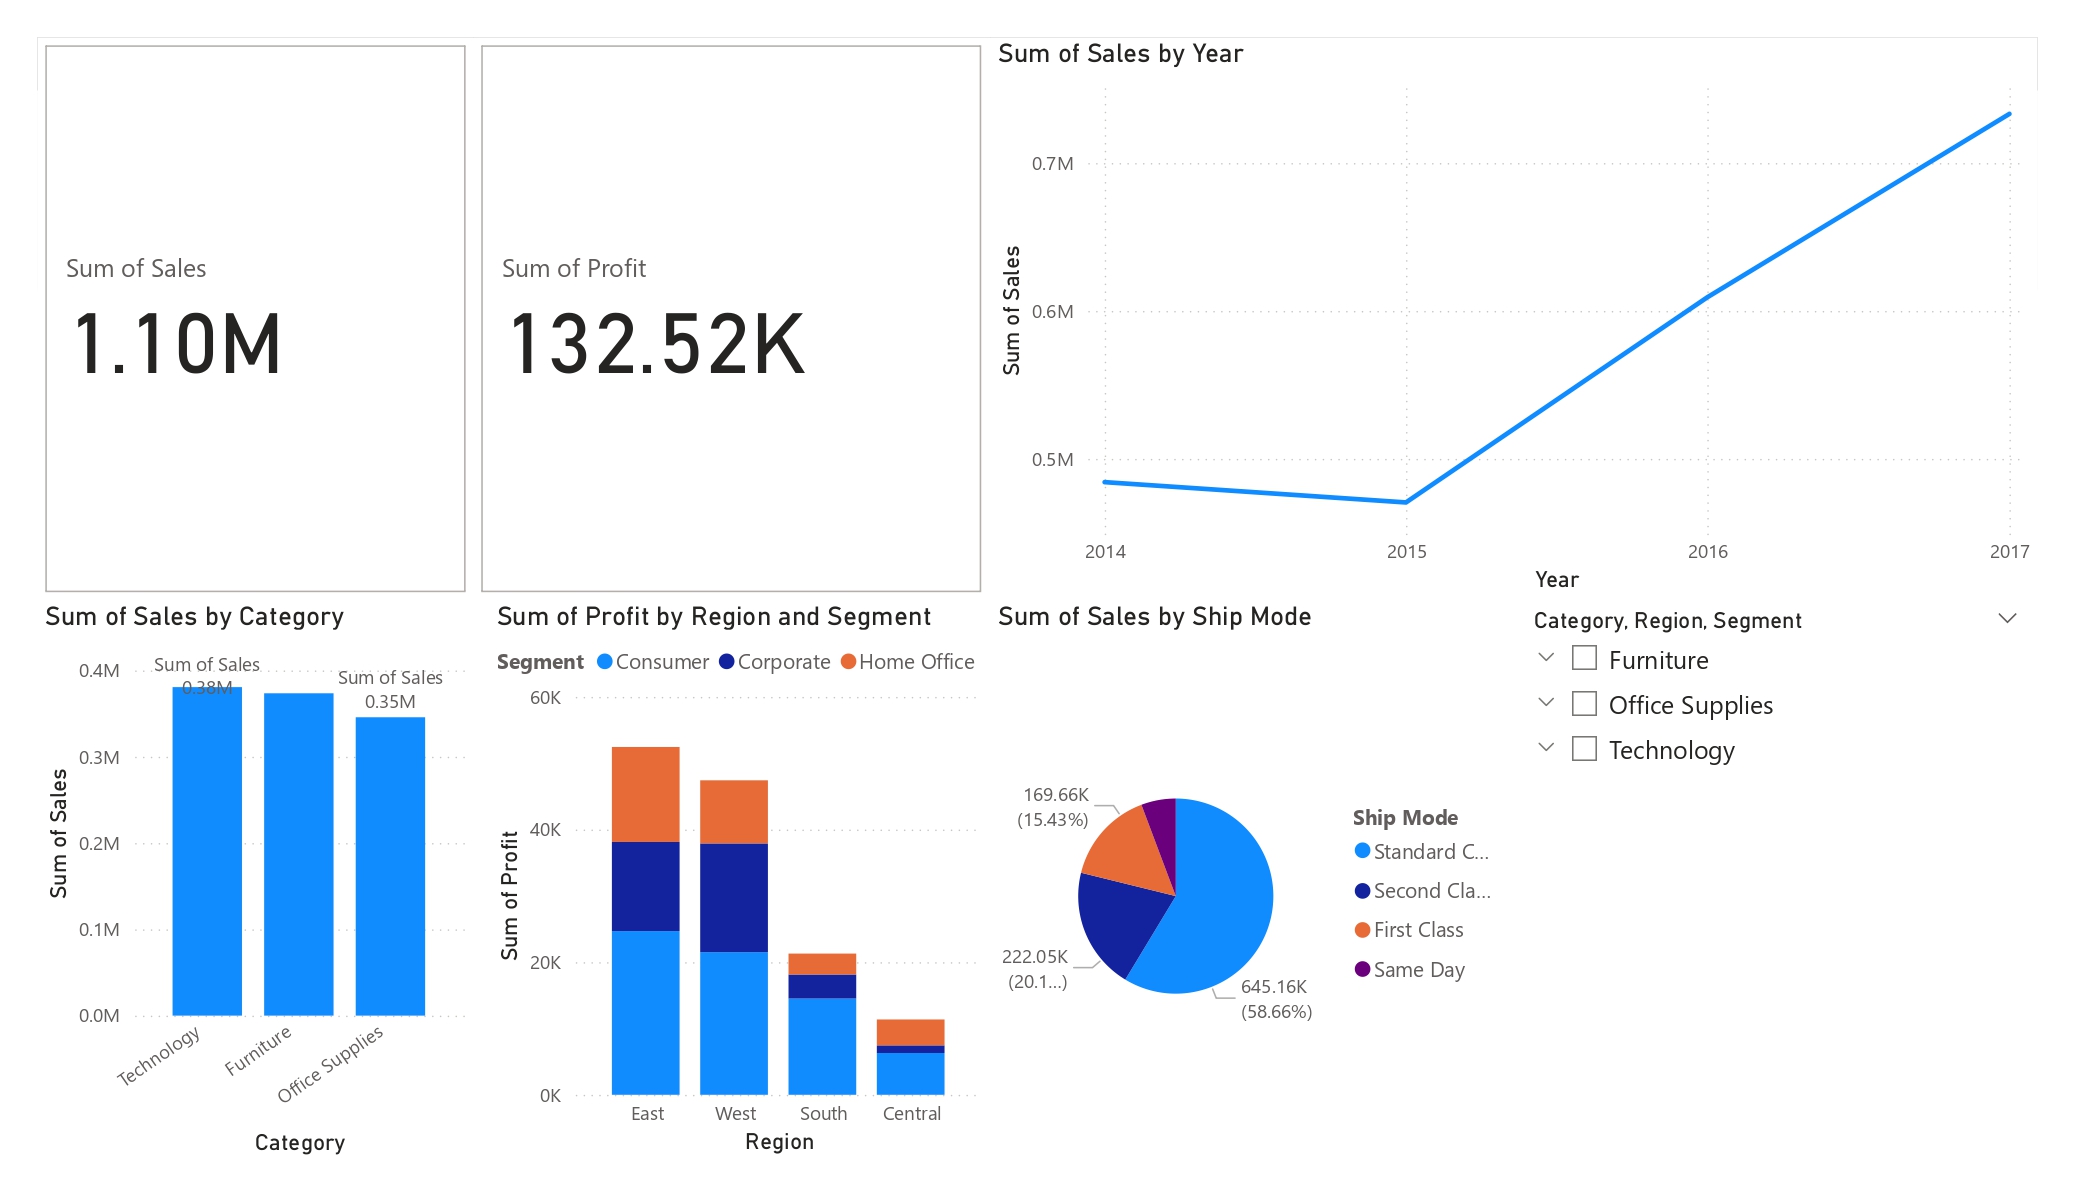 Sum of Sales
1.10M
Sum of Profit
132.52K
Sum of Sales by Year
Sum of Sales
0.7M
0.6M
0.5M
2014
2015
2016
2017
Sum of Sales by Category
Sum of Sales
0.4M
0.3M
0.2M
0.1M
0.0M
Sum of Sales
0.38M
Sum of Sales
0.35M
Technology
Furniture
Office Supplies
Category
Sum of Profit by Region and Segment
Segment Consumer Corporate Home Office
Sum of Profit
60K
40K
20K
0K
East
West
South
Central
Region
Sum of Sales by Ship Mode
169.66K
(15.43%)
222.05K
(20.1...)
645.16K
(58.66%)
Ship Mode
Standard C...
Second Cla...
First Class
Same Day
Year
Category, Region, Segment
Furniture
Office Supplies
Technology